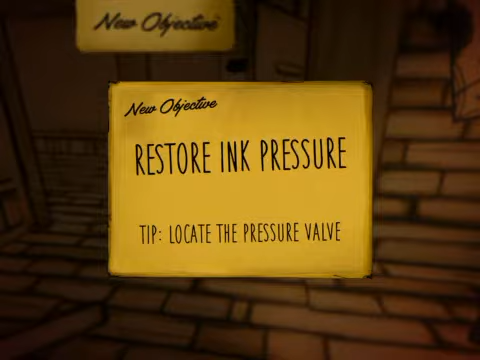 New Objective
New Objective
RESTORE INK PRESSURE
TIP: LOCATE THE PRESSURE VALVE